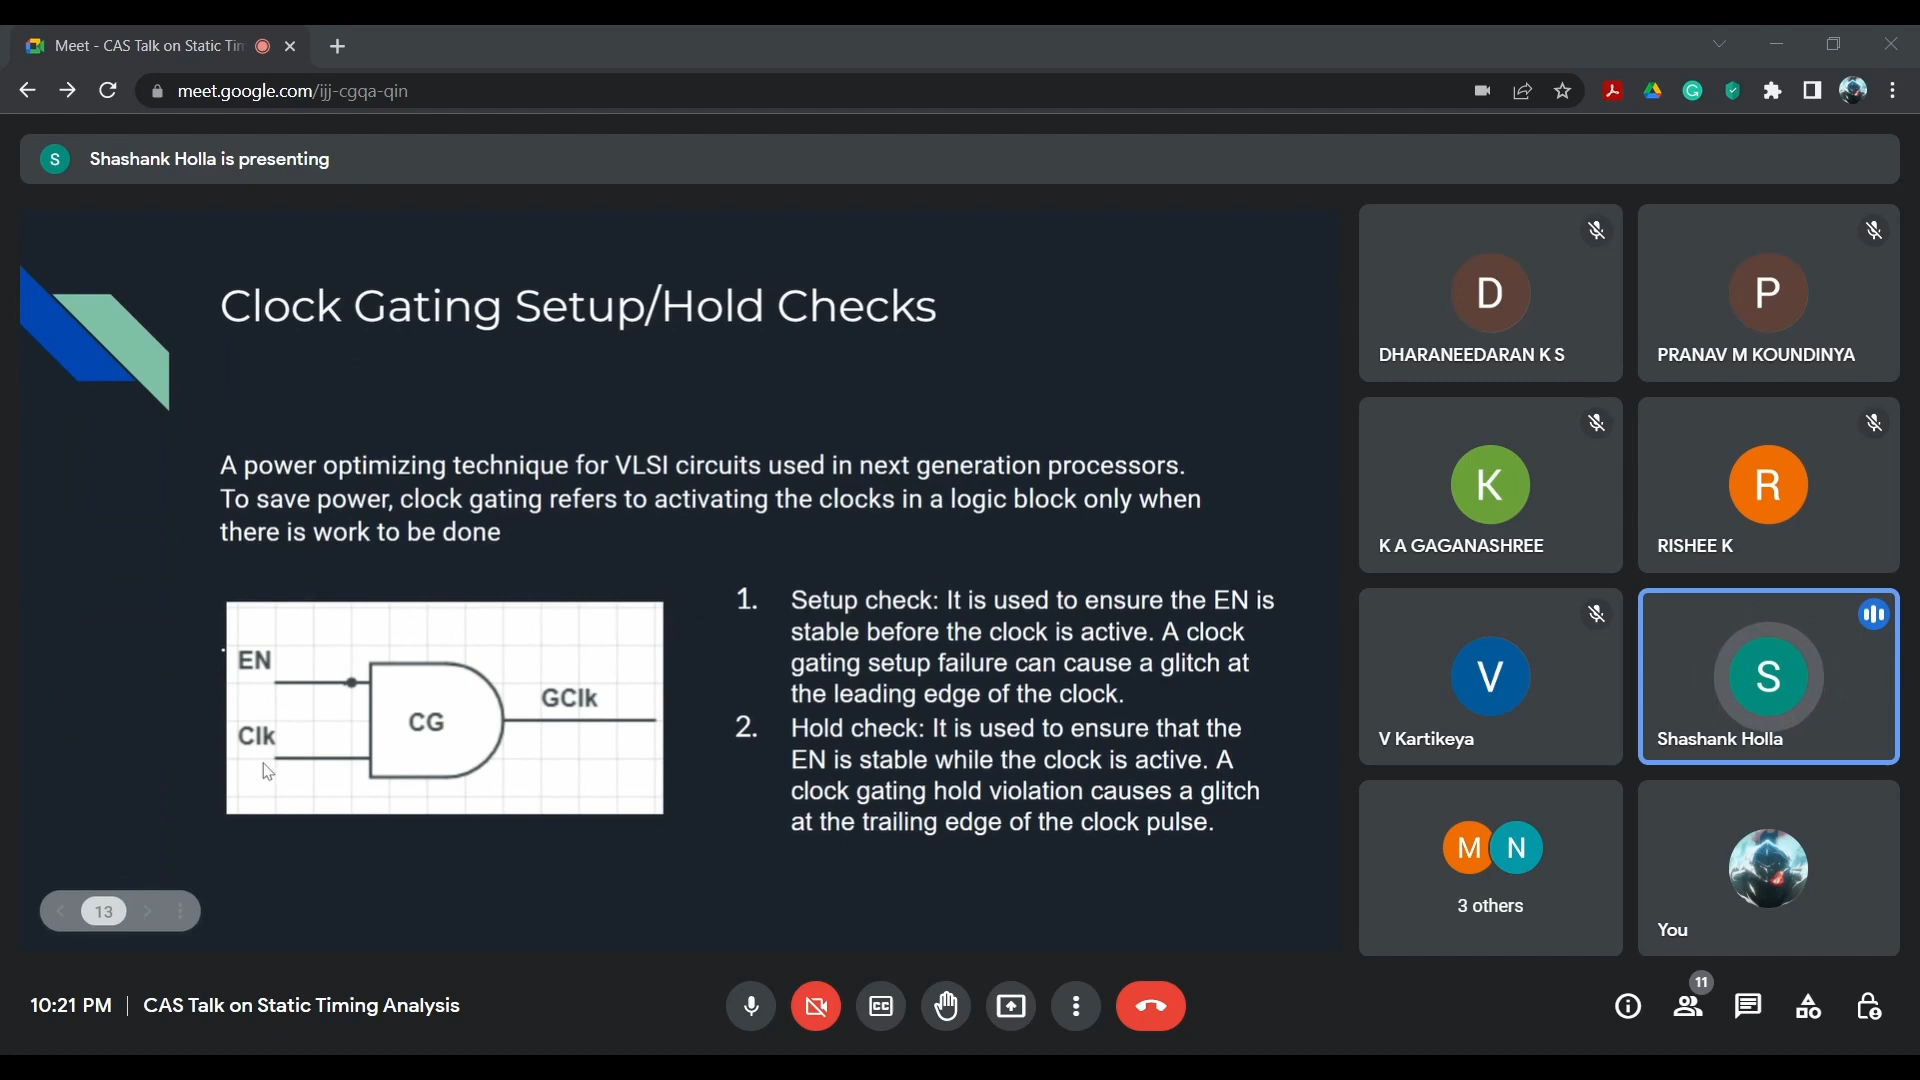 Meet - CAS Talk on Static Tim
meet.google.com/ijj-cgqa-qin
S
Shashank Holla is presenting
Clock Gating Setup/Hold Checks
A power optimizing technique for VLSI circuits used in next generation processors.
To save power, clock gating refers to activating the clocks in a logic block only when
there is work to be done
EN
Clk
CG
GClk
1. Setup check: It is used to ensure the EN is
stable before the clock is active. A clock
gating setup failure can cause a glitch at
the leading edge of the clock.
2. Hold check: It is used to ensure that the
EN is stable while the clock is active. A
clock gating hold violation causes a glitch
at the trailing edge of the clock pulse.
13
D
DHARANEEDARAN K S
P
PRANAV M KOUNDINYA
K
K A GAGANASHREE
R
RISHEE K
V
V Kartikeya
S
Shashank Holla
M N
3 others
You
10:21 PM | CAS Talk on Static Timing Analysis
CC
11